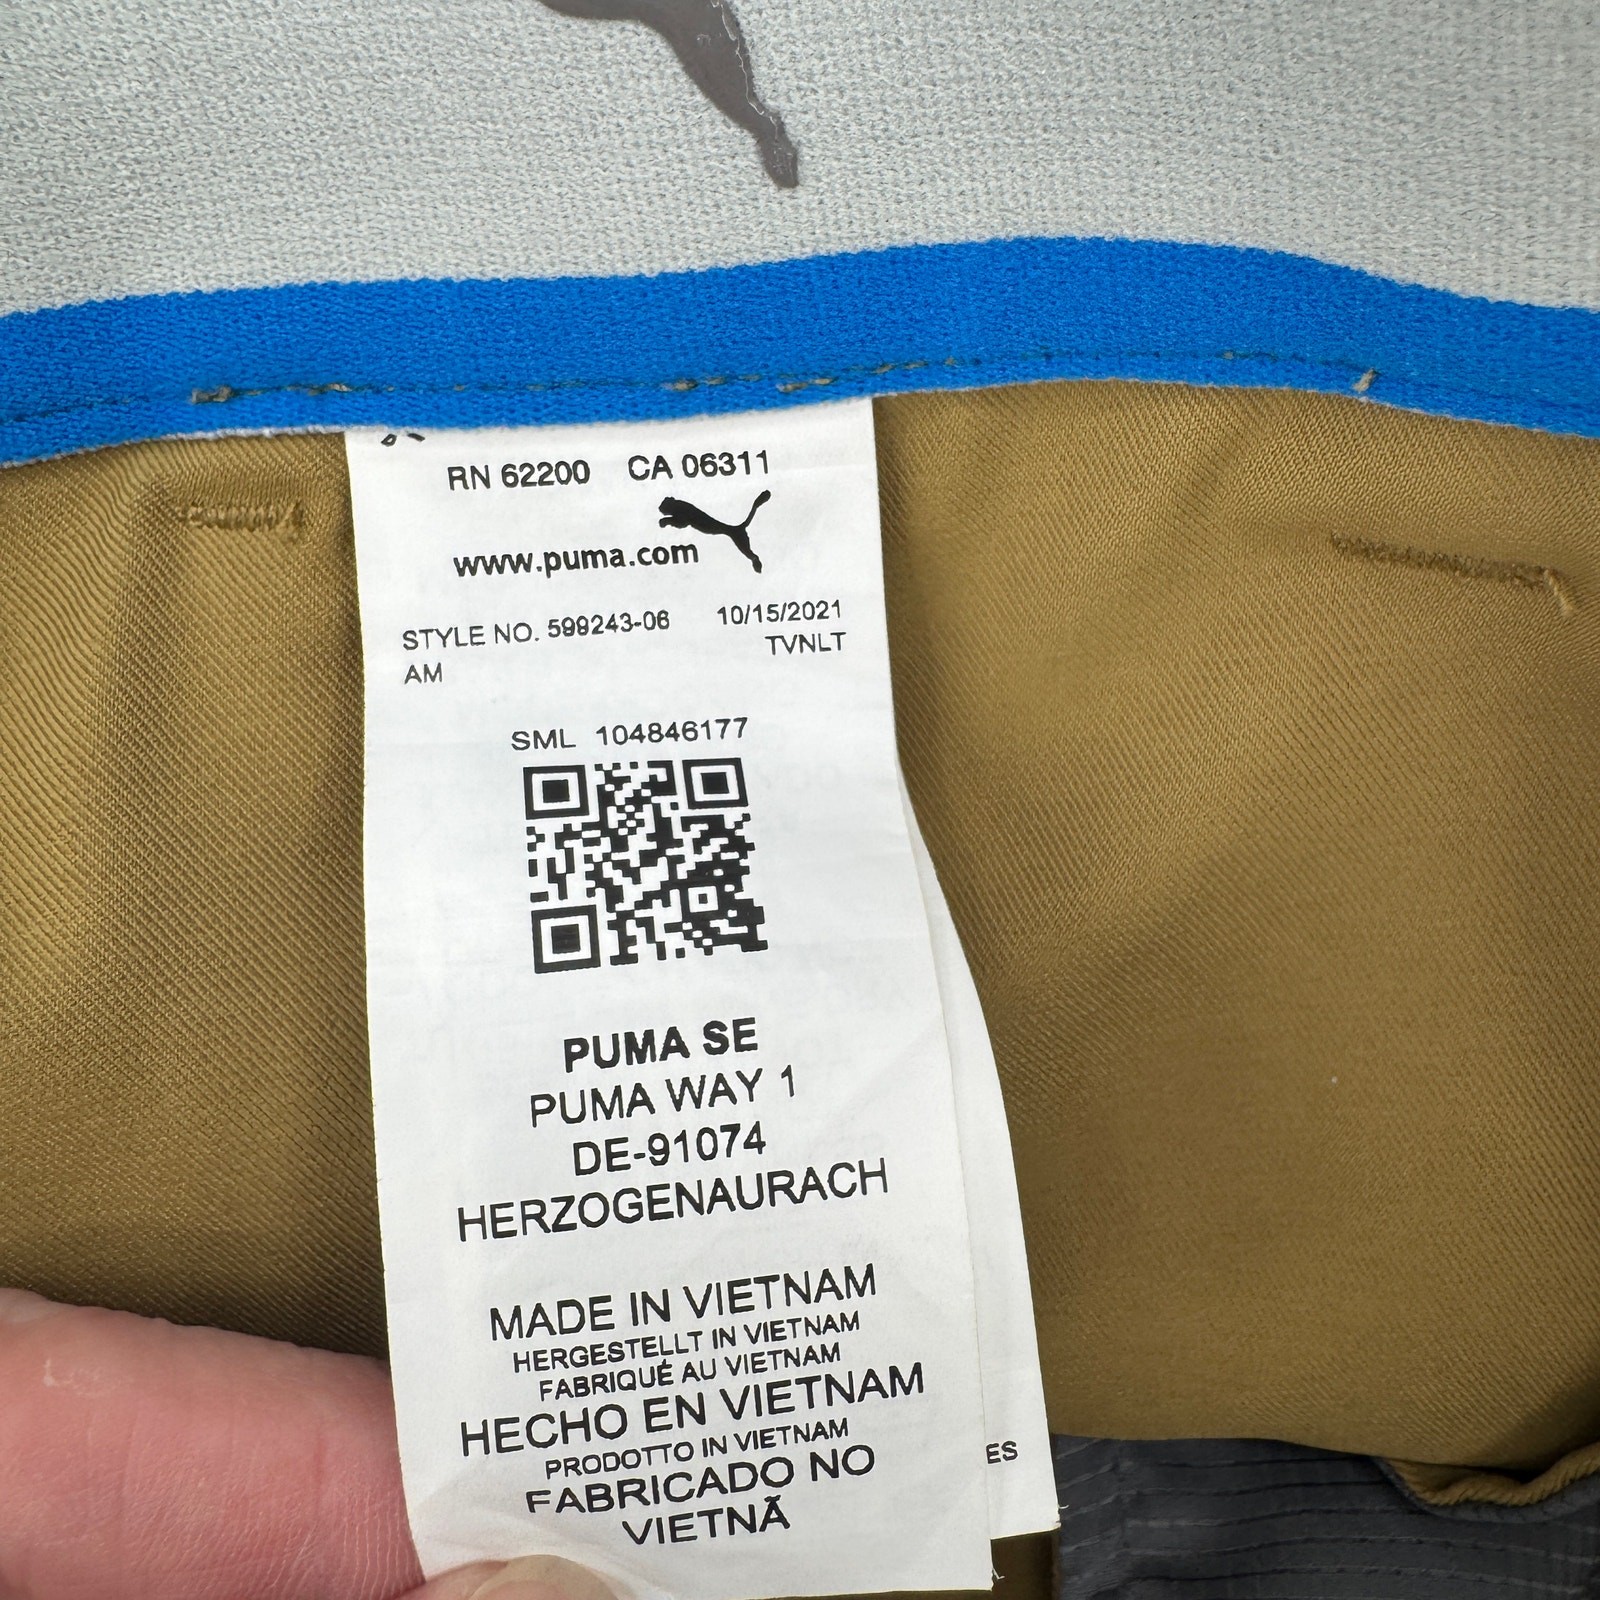 RN 62200 CA 06311
www.puma.com
STYLE NO. 599243-06 10/15/2021
AM TVNLT
SML 104846177
PUMA SE
PUMA WAY 1
DE-91074
HERZOGENAURACH
MADE IN VIETNAM
HERGESTELLT IN VIETNAM
FABRIQUÉ AU VIETNAM
HECHO EN VIETNAM
PRODOTTO IN VIETNAM
FABRICADO NO
VIETNÃ
ES